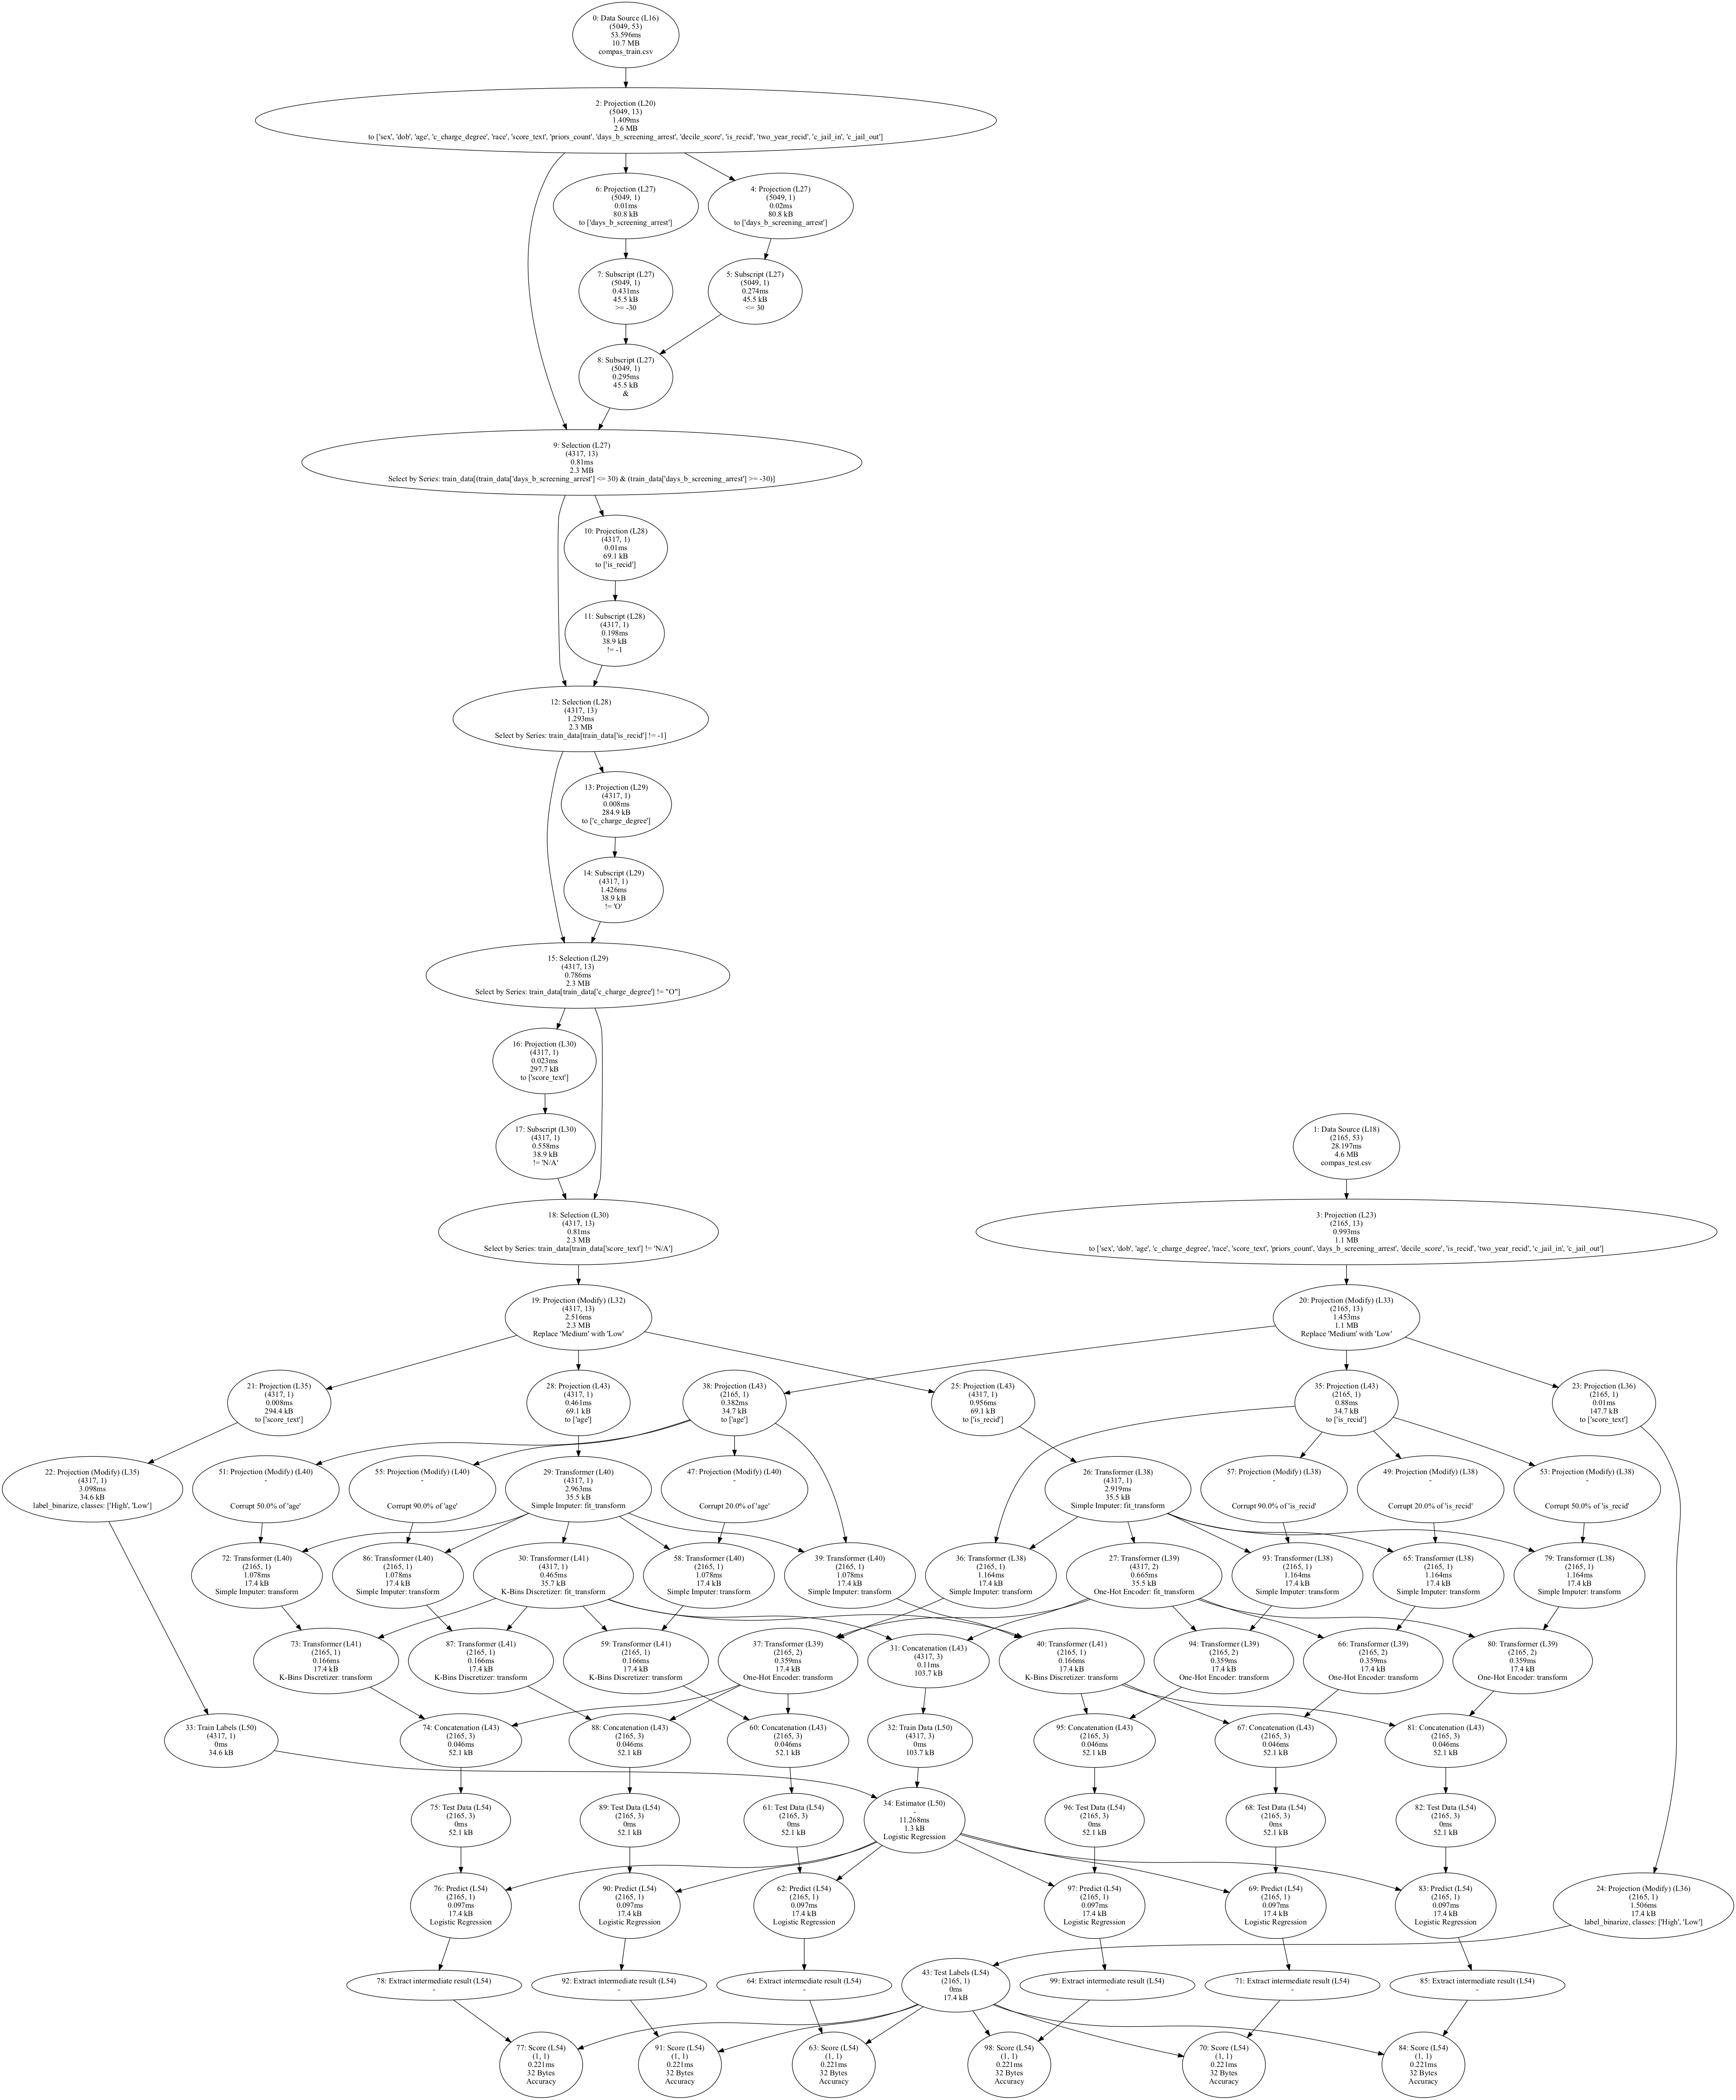 0: Data Source (L16)
(5049, 53)
53.596ms
10.7 MB
compas_train.csv
2: Projection (L20)
(5049, 13)
1.409ms
2.6 MB
to ['sex', 'dob', 'age', 'c_charge_degree', 'race', 'score_text', 'priors_count', 'days_b_screening_arrest', 'decile_score', 'is_recid', 'two_year_recid', 'c_jail_in', 'c_jail_out']
6: Projection (L27)
(5049, 1)
0.01ms
80.8 kB
to ['days_b_screening_arrest']
4: Projection (L27)
(5049, 1)
0.02ms
80.8 kB
to ['days_b_screening_arrest']
7: Subscript (L27)
(5049, 1)
0.431ms
45.5 kB
>= -30
5: Subscript (L27)
(5049, 1)
0.274ms
45.5 kB
<= 30
8: Subscript (L27)
(5049, 1)
0.295ms
45.5 kB
&
9: Selection (L27)
(4317, 13)
0.81ms
2.3 MB
Select by Series: train_data[(train_data['days_b_screening_arrest'] <= 30) & (train_data['days_b_screening_arrest'] >= -30)]
10: Projection (L28)
(4317, 1)
0.01ms
69.1 kB
to ['is_recid']
11: Subscript (L28)
(4317, 1)
0.198ms
38.9 kB
!= -1
12: Selection (L28)
(4317, 13)
1.293ms
2.3 MB
Select by Series: train_data[train_data['is_recid'] != -1]
13: Projection (L29)
(4317, 1)
0.008ms
284.9 kB
to ['c_charge_degree']
14: Subscript (L29)
(4317, 1)
1.426ms
38.9 kB
!= 'O'
15: Selection (L29)
(4317, 13)
0.786ms
2.3 MB
Select by Series: train_data[train_data['c_charge_degree'] != "O"]
16: Projection (L30)
(4317, 1)
0.023ms
297.7 kB
to ['score_text']
17: Subscript (L30)
(4317, 1)
0.558ms
38.9 kB
!= 'N/A'
1: Data Source (L18)
(2165, 53)
28.197ms
4.6 MB
compas_test.csv
18: Selection (L30)
(4317, 13)
0.81ms
2.3 MB
Select by Series: train_data[train_data['score_text'] != 'N/A']
3: Projection (L23)
(2165, 13)
0.993ms
1.1 MB
to ['sex', 'dob', 'age', 'c_charge_degree', 'race', 'score_text', 'priors_count', 'days_b_screening_arrest', 'decile_score', 'is_recid', 'two_year_recid', 'c_jail_in', 'c_jail_out']
19: Projection (Modify) (L32)
(4317, 13)
2.516ms
2.3 MB
Replace 'Medium' with 'Low'
20: Projection (Modify) (L33)
(2165, 13)
1.453ms
1.1 MB
Replace 'Medium' with 'Low'
21: Projection (L35)
(4317, 1)
0.008ms
294.4 kB
to ['score_text']
28: Projection (L43)
(4317, 1)
0.461ms
69.1 kB
to ['age']
38: Projection (L43)
(2165, 1)
0.382ms
34.7 kB
to ['age']
25: Projection (L43)
(4317, 1)
0.956ms
69.1 kB
to ['is_recid']
35: Projection (L43)
(2165, 1)
0.88ms
34.7 kB
to ['is_recid']
23: Projection (L36)
(2165, 1)
0.01ms
147.7 kB
to ['score_text']
22: Projection (Modify) (L35)
(4317, 1)
3.098ms
34.6 kB
label_binarize, classes: ['High', 'Low']
51: Projection (Modify) (L40)
-
Corrupt 50.0% of 'age'
55: Projection (Modify) (L40)
-
Corrupt 90.0% of 'age'
29: Transformer (L40)
(4317, 1)
2.963ms
35.5 kB
Simple Imputer: fit_transform
47: Projection (Modify) (L40)
-
Corrupt 20.0% of 'age'
26: Transformer (L38)
(4317, 1)
2.919ms
35.5 kB
Simple Imputer: fit_transform
57: Projection (Modify) (L38)
-
Corrupt 90.0% of 'is_recid'
49: Projection (Modify) (L38)
-
Corrupt 20.0% of 'is_recid'
53: Projection (Modify) (L38)
-
Corrupt 50.0% of 'is_recid'
72: Transformer (L40)
(2165, 1)
1.078ms
17.4 kB
Simple Imputer: transform
86: Transformer (L40)
(2165, 1)
1.078ms
17.4 kB
Simple Imputer: transform
30: Transformer (L41)
(4317, 1)
0.465ms
35.7 kB
K-Bins Discretizer: fit_transform
58: Transformer (L40)
(2165, 1)
1.078ms
17.4 kB
Simple Imputer: transform
39: Transformer (L40)
(2165, 1)
1.078ms
17.4 kB
Simple Imputer: transform
36: Transformer (L38)
(2165, 1)
1.164ms
17.4 kB
Simple Imputer: transform
27: Transformer (L39)
(4317, 2)
0.665ms
35.5 kB
One-Hot Encoder: fit_transform
93: Transformer (L38)
(2165, 1)
1.164ms
17.4 kB
Simple Imputer: transform
65: Transformer (L38)
(2165, 1)
1.164ms
17.4 kB
Simple Imputer: transform
79: Transformer (L38)
(2165, 1)
1.164ms
17.4 kB
Simple Imputer: transform
73: Transformer (L41)
(2165, 1)
0.166ms
17.4 kB
K-Bins Discretizer: transform
87: Transformer (L41)
(2165, 1)
0.166ms
17.4 kB
K-Bins Discretizer: transform
59: Transformer (L41)
(2165, 1)
0.166ms
17.4 kB
K-Bins Discretizer: transform
37: Transformer (L39)
(2165, 2)
0.359ms
17.4 kB
One-Hot Encoder: transform
31: Concatenation (L43)
(4317, 3)
0.11ms
103.7 kB
40: Transformer (L41)
(2165, 1)
0.166ms
17.4 kB
K-Bins Discretizer: transform
94: Transformer (L39)
(2165, 2)
0.359ms
17.4 kB
One-Hot Encoder: transform
66: Transformer (L39)
(2165, 2)
0.359ms
17.4 kB
One-Hot Encoder: transform
80: Transformer (L39)
(2165, 2)
0.359ms
17.4 kB
One-Hot Encoder: transform
33: Train Labels (L50)
(4317, 1)
0ms
34.6 kB
74: Concatenation (L43)
(2165, 3)
0.046ms
52.1 kB
88: Concatenation (L43)
(2165, 3)
0.046ms
52.1 kB
60: Concatenation (L43)
(2165, 3)
0.046ms
52.1 kB
32: Train Data (L50)
(4317, 3)
0ms
103.7 kB
95: Concatenation (L43)
(2165, 3)
0.046ms
52.1 kB
67: Concatenation (L43)
(2165, 3)
0.046ms
52.1 kB
81: Concatenation (L43)
(2165, 3)
0.046ms
52.1 kB
75: Test Data (L54)
(2165, 3)
0ms
52.1 kB
89: Test Data (L54)
(2165, 3)
0ms
52.1 kB
61: Test Data (L54)
(2165, 3)
0ms
52.1 kB
34: Estimator (L50)
-
11.268ms
1.3 kB
Logistic Regression
96: Test Data (L54)
(2165, 3)
0ms
52.1 kB
68: Test Data (L54)
(2165, 3)
0ms
52.1 kB
82: Test Data (L54)
(2165, 3)
0ms
52.1 kB
76: Predict (L54)
(2165, 1)
0.097ms
17.4 kB
Logistic Regression
90: Predict (L54)
(2165, 1)
0.097ms
17.4 kB
Logistic Regression
62: Predict (L54)
(2165, 1)
0.097ms
17.4 kB
Logistic Regression
97: Predict (L54)
(2165, 1)
0.097ms
17.4 kB
Logistic Regression
69: Predict (L54)
(2165, 1)
0.097ms
17.4 kB
Logistic Regression
83: Predict (L54)
(2165, 1)
0.097ms
17.4 kB
Logistic Regression
24: Projection (Modify) (L36)
(2165, 1)
1.506ms
17.4 kB
label_binarize, classes: ['High', 'Low']
78: Extract intermediate result (L54)
-
92: Extract intermediate result (L54)
-
64: Extract intermediate result (L54)
-
43: Test Labels (L54)
(2165, 1)
0ms
17.4 kB
99: Extract intermediate result (L54)
-
71: Extract intermediate result (L54)
-
85: Extract intermediate result (L54)
-
77: Score (L54)
(1, 1)
0.221ms
32 Bytes
Accuracy
91: Score (L54)
(1, 1)
0.221ms
32 Bytes
Accuracy
63: Score (L54)
(1, 1)
0.221ms
32 Bytes
Accuracy
98: Score (L54)
(1, 1)
0.221ms
32 Bytes
Accuracy
70: Score (L54)
(1, 1)
0.221ms
32 Bytes
Accuracy
84: Score (L54)
(1, 1)
0.221ms
32 Bytes
Accuracy